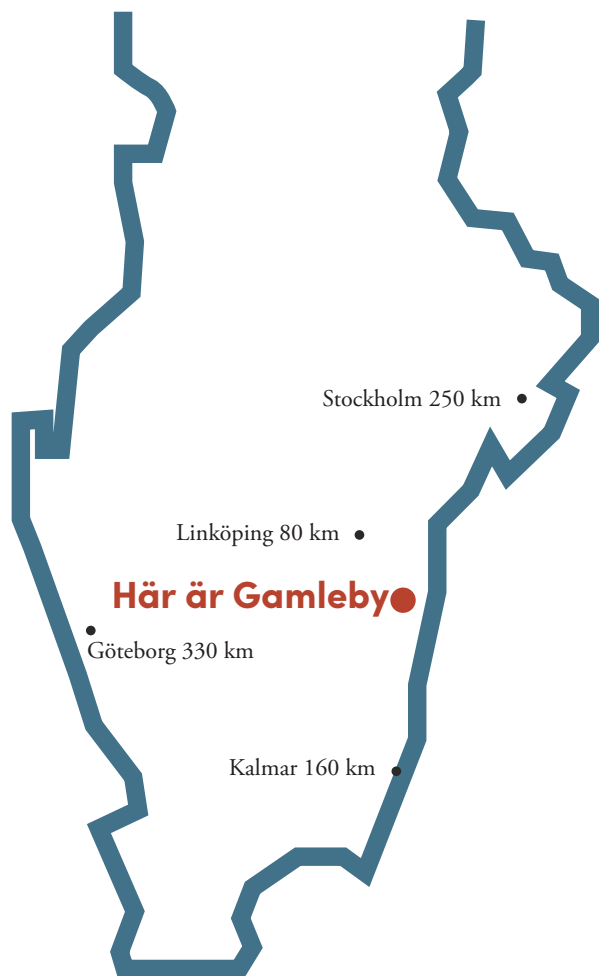 Stockholm 250 km
Linköping 80 km
Här är Gamleby
Göteborg 330 km
Kalmar 160 km